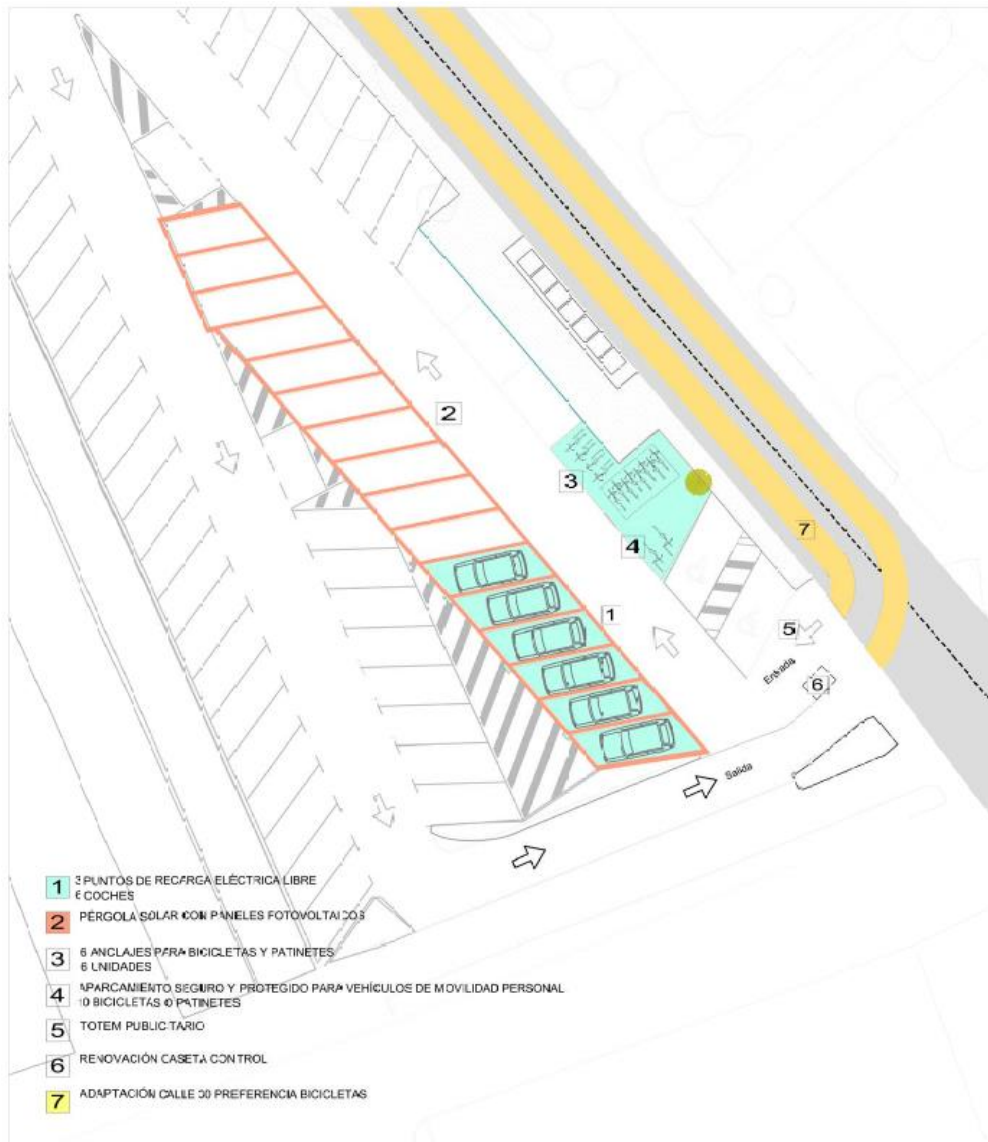 2
3
4
7
1
5
Entrada
6
Salida
1 3 PUNTOS DE RECARGA ELÉCTRICA LIBRE
6 COCHES
2 PÉRGOLA SOLAR CON PANELES FOTOVOLTAICOS
3 6 ANCLAJES PARA BICICLETAS Y PATINETES
6 UNIDADES
4 APARCAMIENTO SEGURO Y PROTEGIDO PARA VEHÍCULOS DE MOVILIDAD PERSONAL
10 BICICLETAS O PATINETES
5 TOTEM PUBLICITARIO
6 RENOVACIÓN CASETA CONTROL
7 ADAPTACIÓN CALLE 30 PREFERENCIA BICICLETAS